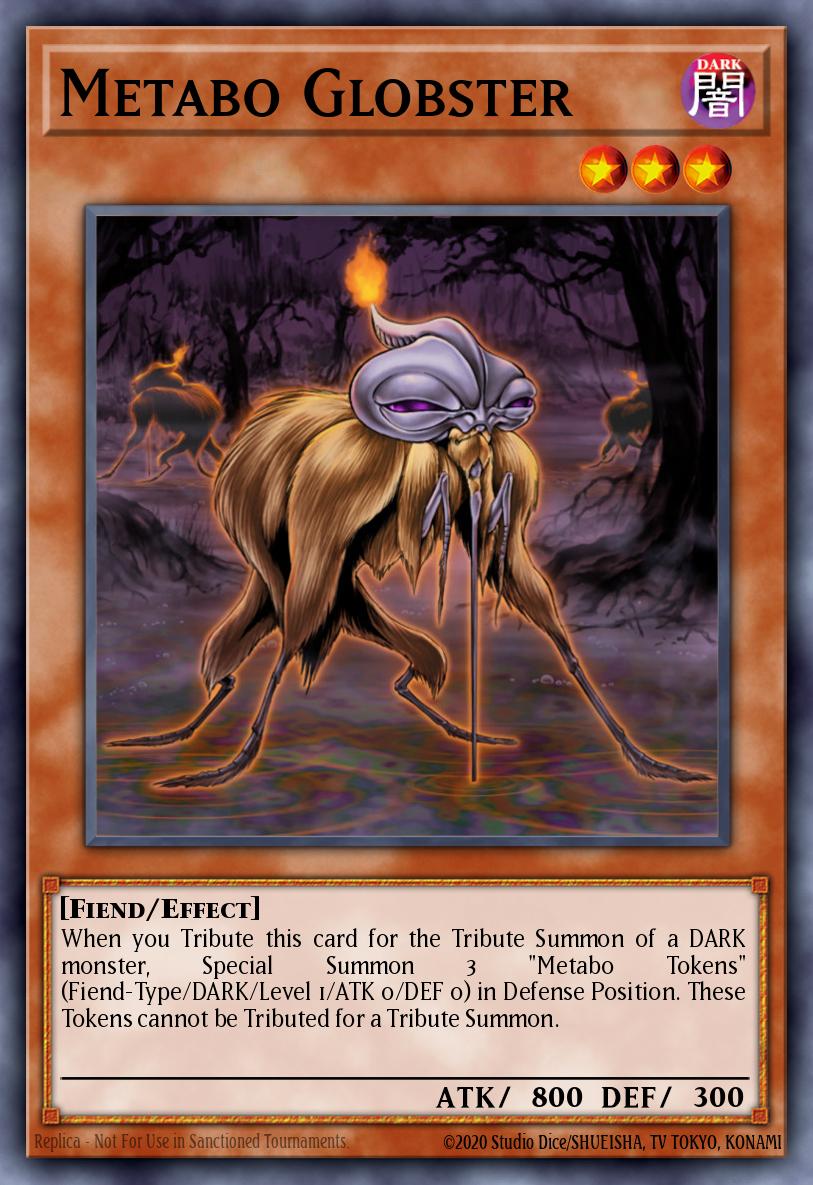 Metabo Globster
DARK
闇
[Fiend/Effect]
When you Tribute this card for the Tribute Summon of a DARK
monster, Special Summon 3 "Metabo Tokens"
(Fiend-Type/DARK/Level 1/ATK 0/DEF 0) in Defense Position. These
Tokens cannot be Tributed for a Tribute Summon.
ATK/ 800 DEF/ 300
Replica - Not For Use in Sanctioned Tournaments.
©2020 Studio Dice/SHUEISHA, TV TOKYO, KONAMI